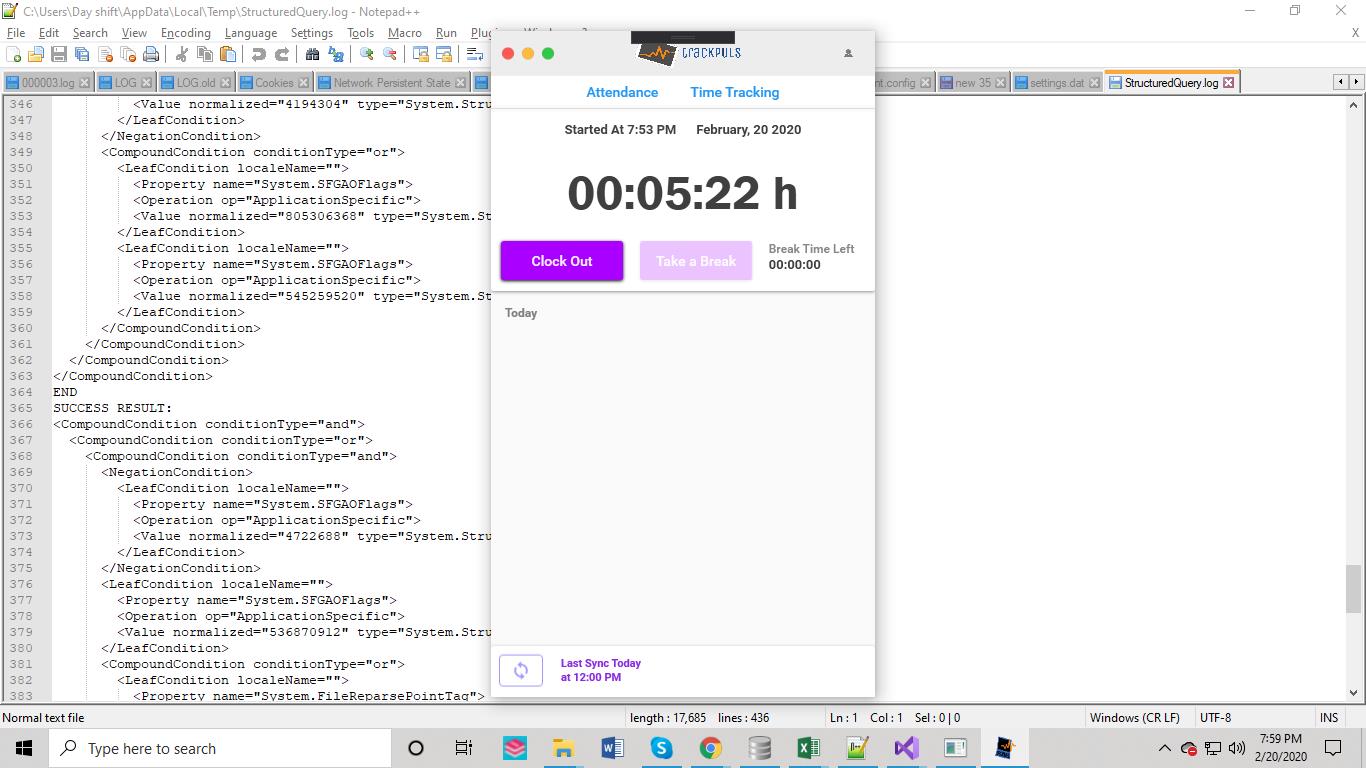 C:\Users\Day shift\AppData\Local\Temp\StructuredQuery.log - Notepad++
File Edit Search View Encoding Language Settings Tools Macro Run
X
000003.log LOG LOG.old Cookies Network Persistent State nt.config new 35 settings.dat StructuredQuery.log
346 <Value normalized="4194304" type="System.Stru
347 </LeafCondition>
348 </NegationCondition>
349 <CompoundCondition conditionType="or">
350 <LeafCondition localeName="">
351 <Property name="System.SFGAOFlags">
352 <Operation op="ApplicationSpecific">
353 <Value normalized="805306368" type="System.St
354 </LeafCondition>
355 <LeafCondition localeName="">
356 <Property name="System.SFGAOFlags">
357 <Operation op="ApplicationSpecific">
358 <Value normalized="545259520" type="System.St
359 </LeafCondition>
360 </CompoundCondition>
361 </CompoundCondition>
362 </CompoundCondition>
363 </CompoundCondition>
364 END
365 SUCCESS RESULT:
366 <CompoundCondition conditionType="and">
367 <CompoundCondition conditionType="or">
368 <CompoundCondition conditionType="and">
369 <NegationCondition>
370 <LeafCondition localeName="">
371 <Property name="System.SFGAOFlags">
372 <Operation op="ApplicationSpecific">
373 <Value normalized="4722688" type="System.Stru
374 </LeafCondition>
375 </NegationCondition>
376 <LeafCondition localeName="">
377 <Property name="System.SFGAOFlags">
378 <Operation op="ApplicationSpecific">
379 <Value normalized="536870912" type="System.Stru
380 </LeafCondition>
381 <CompoundCondition conditionType="or">
382 <LeafCondition localeName="">
383 <Property name="System.FileReparsePointTag">
trackpuls
Attendance Time Tracking
Started At 7:53 PM February, 20 2020
00:05:22 h
Clock Out Take a Break Break Time Left
00:00:00
Today
Last Sync Today
at 12:00 PM
Normal text file length : 17,685 lines : 436 Ln : 1 Col : 1 Sel : 0 | 0 Windows (CR LF) UTF-8 INS
Type here to search
7:59 PM
2/20/2020